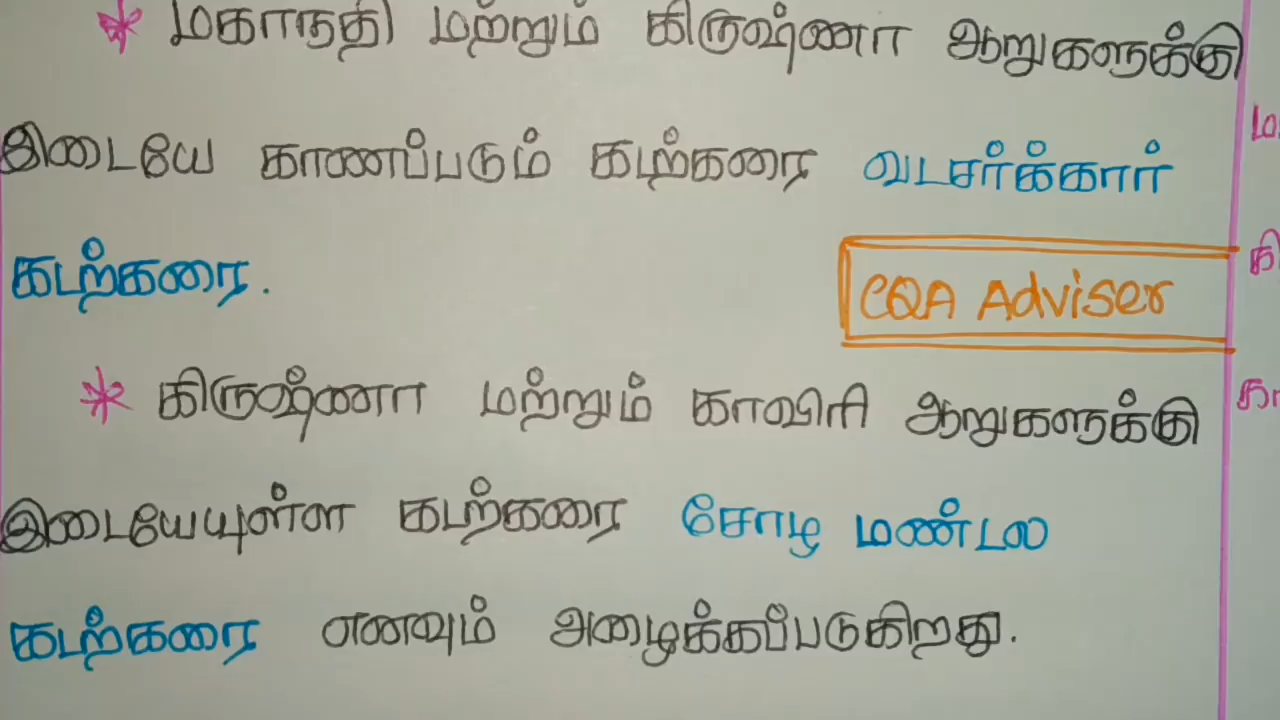 * மகாநதி மற்றும் கிருஷ்ணா ஆறுகளுக்கு
இடையே காணப்படும் கடற்கரை வடசர்க்கார்
கடற்கரை.
CQA Adviser
* கிருஷ்ணா மற்றும் காவிரி ஆறுகளுக்கு
இடையேயுள்ள கடற்கரை சோழ மண்டல
கடற்கரை எனவும் அழைக்கப்படுகிறது.
ம
கி
கா